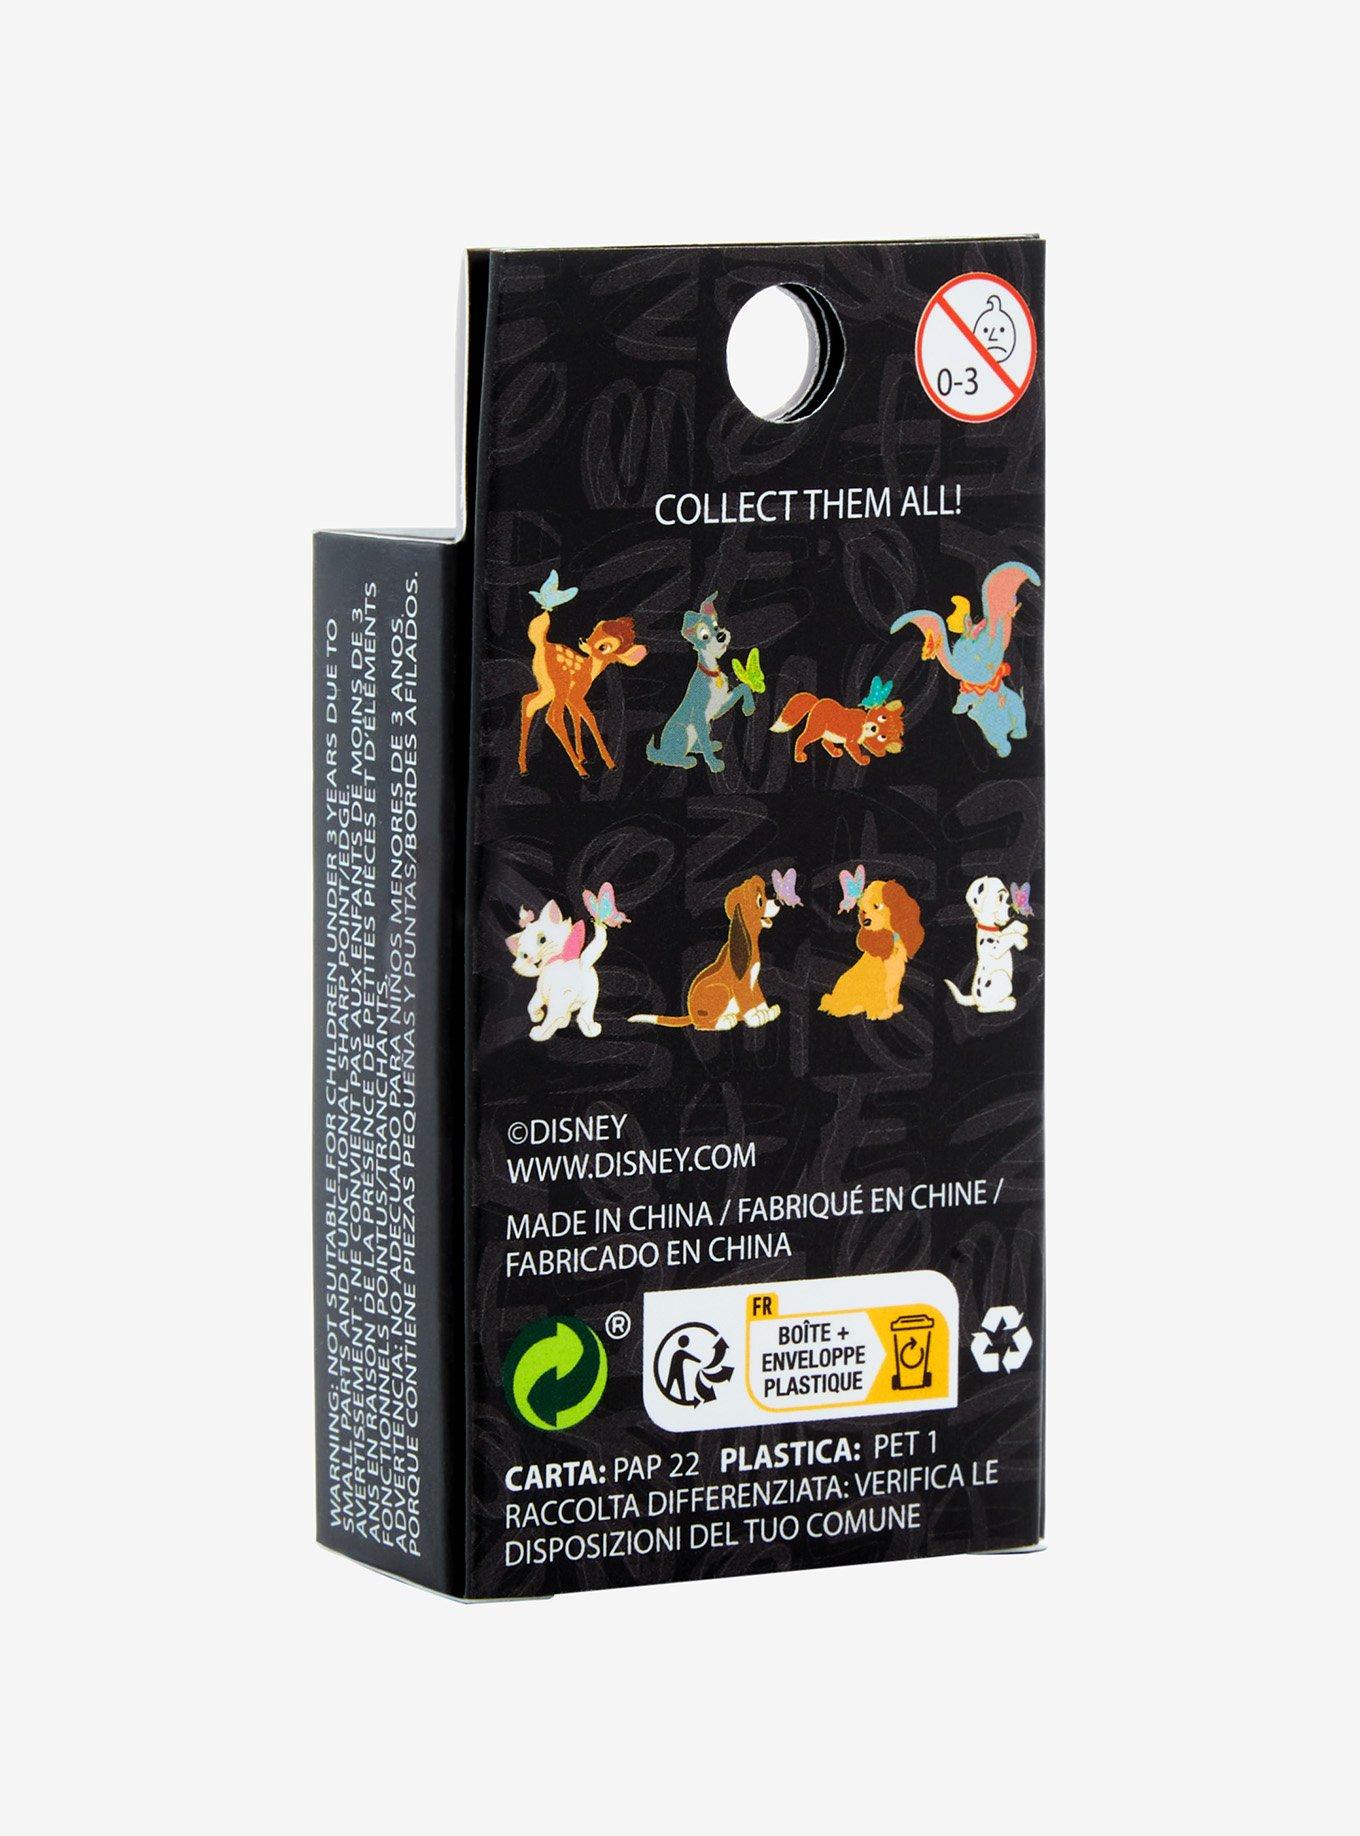 0-3
COLLECT THEM ALL!
©DISNEY
WWW.DISNEY.COM
MADE IN CHINA / FABRIQUÉ EN CHINE /
FABRICADO EN CHINA
®
FR
BOÎTE +
ENVELOPPE
PLASTIQUE
CARTA: PAP 22 PLASTICA: PET 1
RACCOLTA DIFFERENZIATA: VERIFICA LE
DISPOSIZIONI DEL TUO COMUNE
WARNING: NOT SUITABLE FOR CHILDREN UNDER 3 YEARS DUE TO
SMALL PARTS AND FUNCTIONAL SHARP POINT/EDGE.
AVERTISSEMENT : NE CONVIENT PAS AUX ENFANTS DE MOINS DE 3
ANS EN RAISON DE LA PRÉSENCE DE PETITES PIÈCES ET D'ÉLÉMENTS
FONCTIONNELS POINTUS/TRANCHANTS.
ADVERTENCIA: NO ADECUADO PARA NIÑOS MENORES DE 3 ANOS.
PORQUE CONTIENE PIEZAS PEQUEÑAS Y PUNTAS/BORDES AFILADOS.